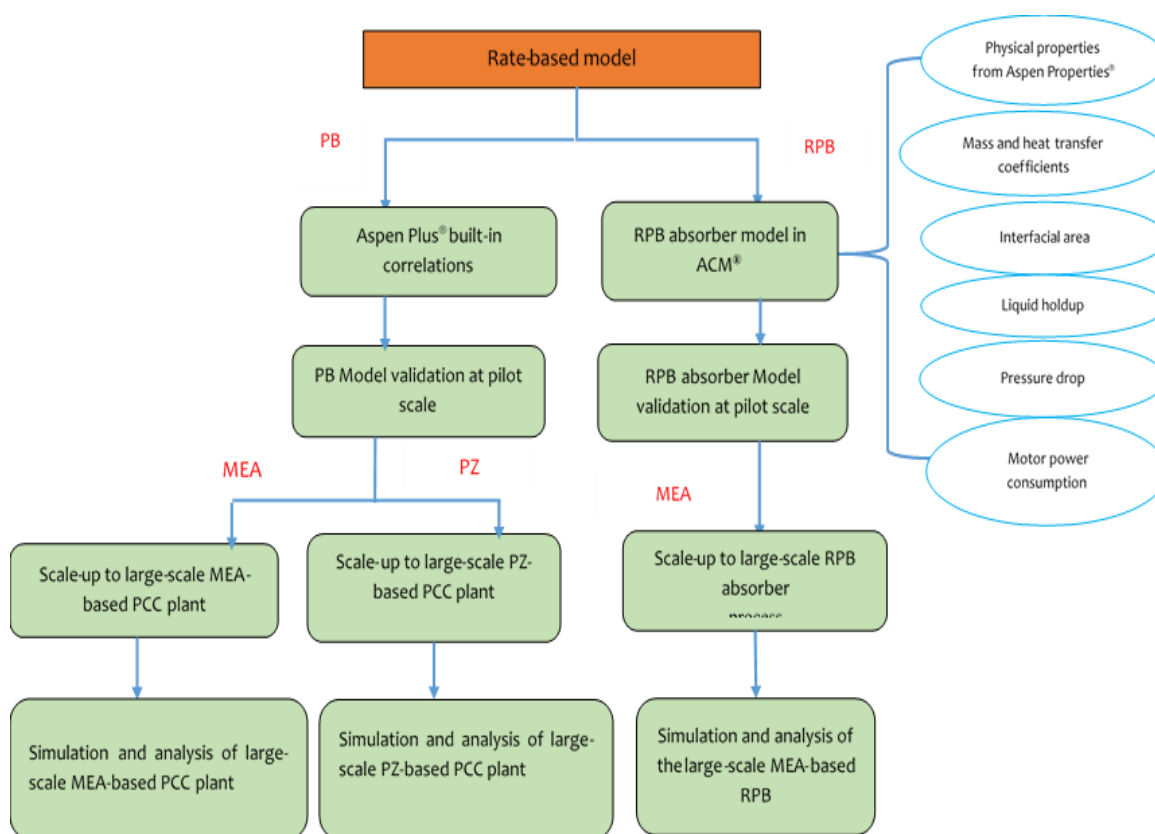 Rate-based model
PB
RPB
Aspen Plus® built-in
correlations
RPB absorber model in
ACM®
Physical properties
from Aspen Properties®
Mass and heat transfer
coefficients
Interfacial area
Liquid holdup
Pressure drop
Motor power
consumption
PB Model validation at pilot
scale
RPB absorber Model
validation at pilot scale
MEA
PZ
MEA
Scale-up to large-scale MEA-
based PCC plant
Scale-up to large-scale PZ-
based PCC plant
Scale-up to large-scale RPB
absorber
process
Simulation and analysis of large-
scale MEA-based PCC plant
Simulation and analysis of large-
scale PZ-based PCC plant
Simulation and analysis of
the large-scale MEA-based
RPB